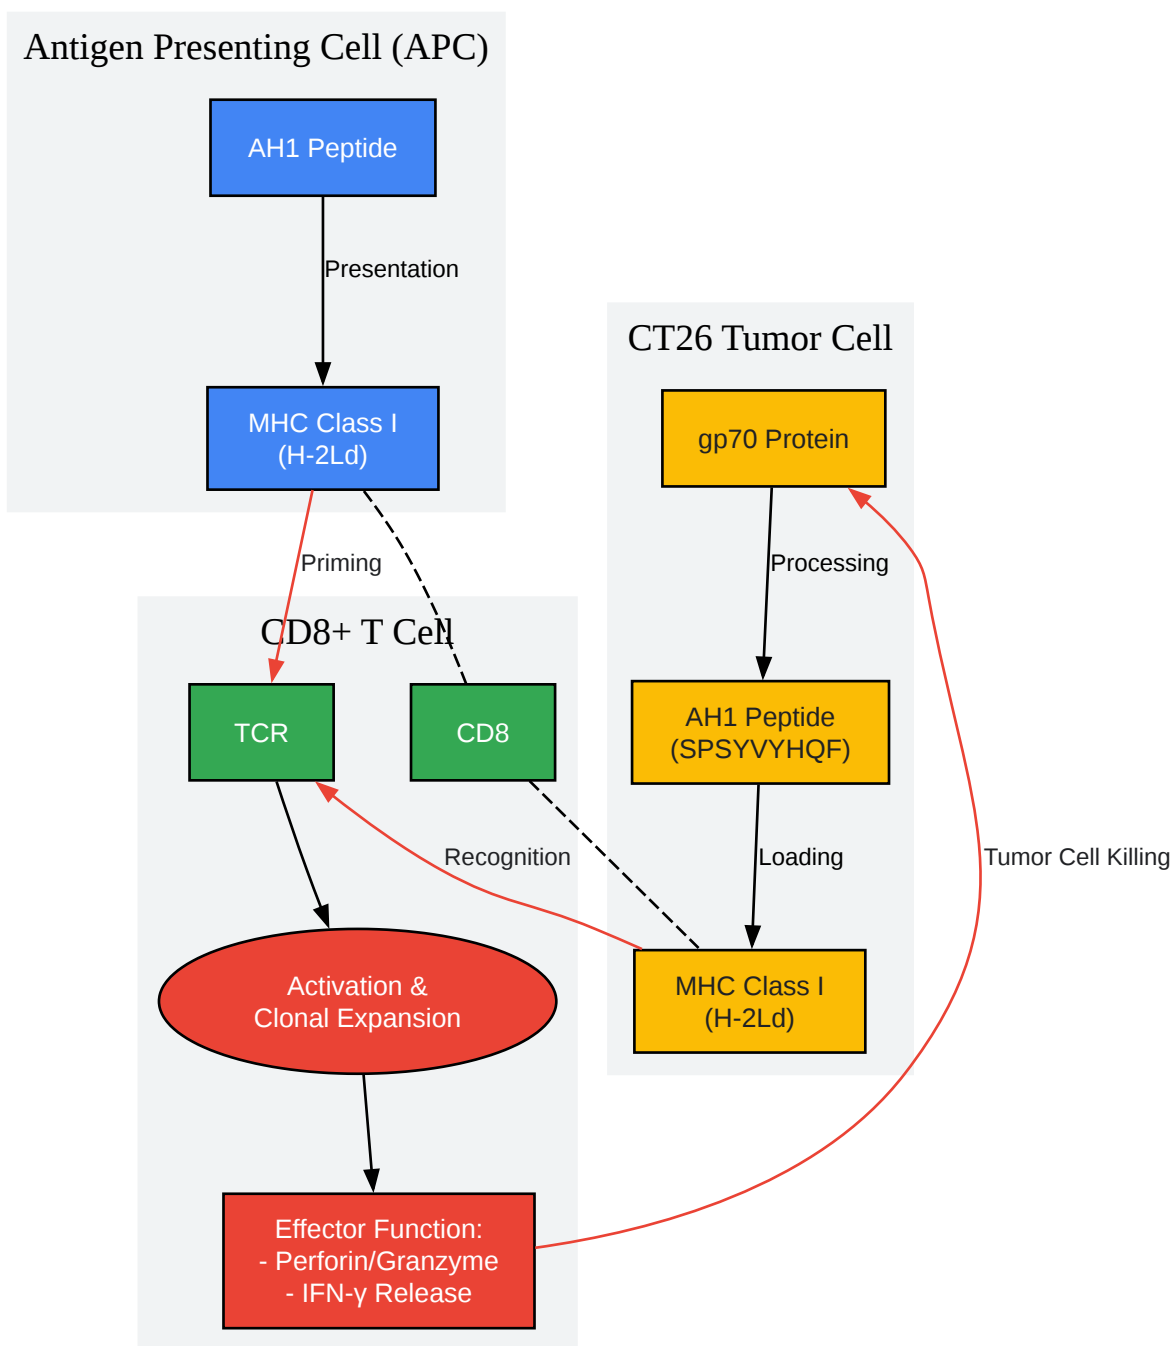 Antigen Presenting Cell (APC)
AH1 Peptide
Presentation
MHC Class I
(H-2Ld)
Priming
CT26 Tumor Cell
gp70 Protein
Processing
AH1 Peptide
(SPSYVYHQF)
Loading
MHC Class I
(H-2Ld)
CD8+ T Cell
TCR
CD8
Recognition
Tumor Cell Killing
Activation &
Clonal Expansion
Effector Function:
- Perforin/Granzyme
- IFN-γ Release